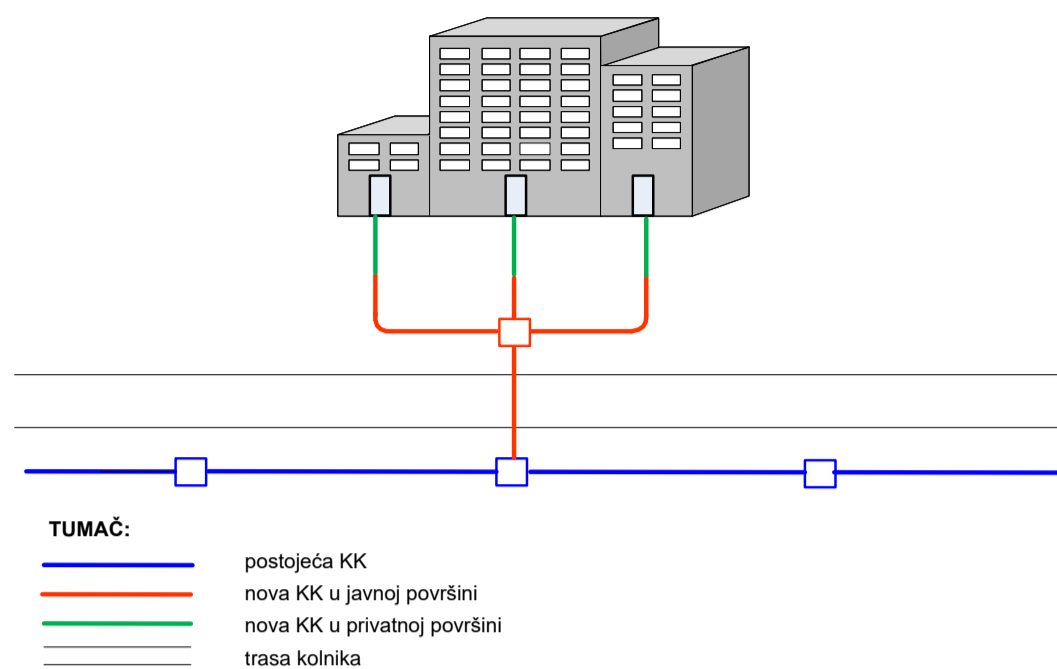 TUMAČ:
postojeća KK
nova KK u javnoj površini
nova KK u privatnoj površini
trasa kolnika